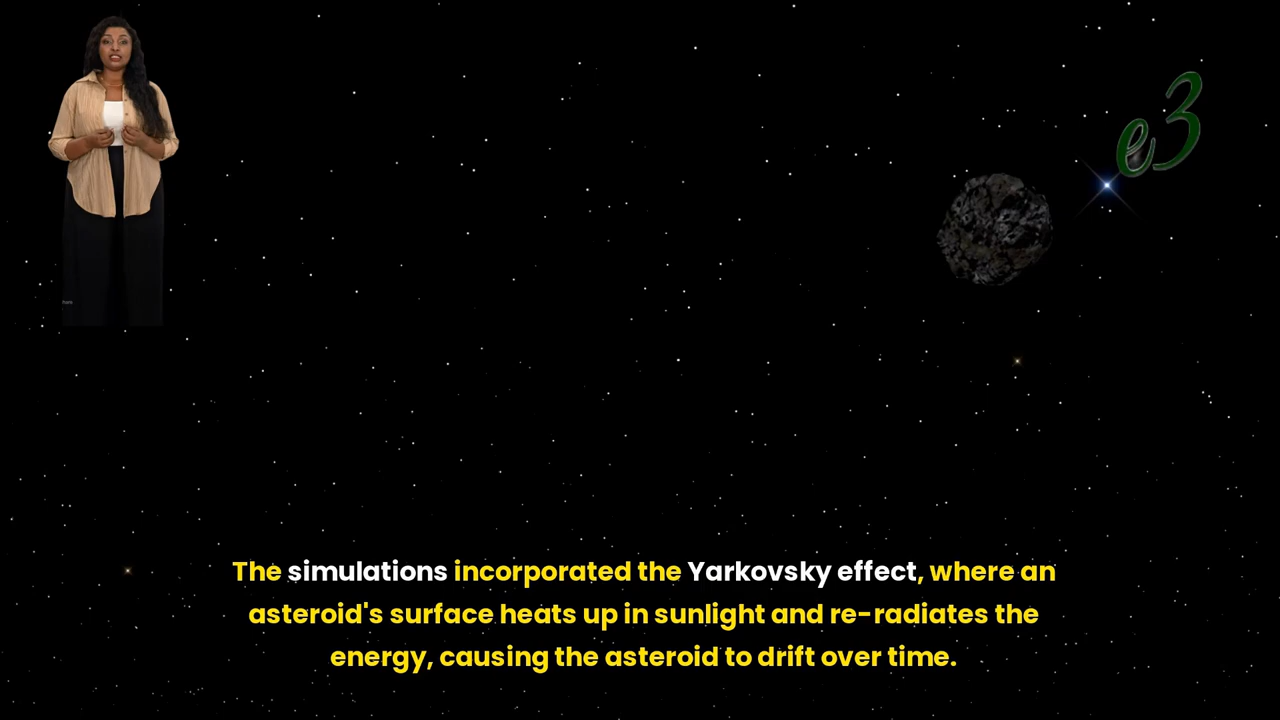 e3
The simulations incorporated the Yarkovsky effect, where an
asteroid's surface heats up in sunlight and re-radiates the
energy, causing the asteroid to drift over time.